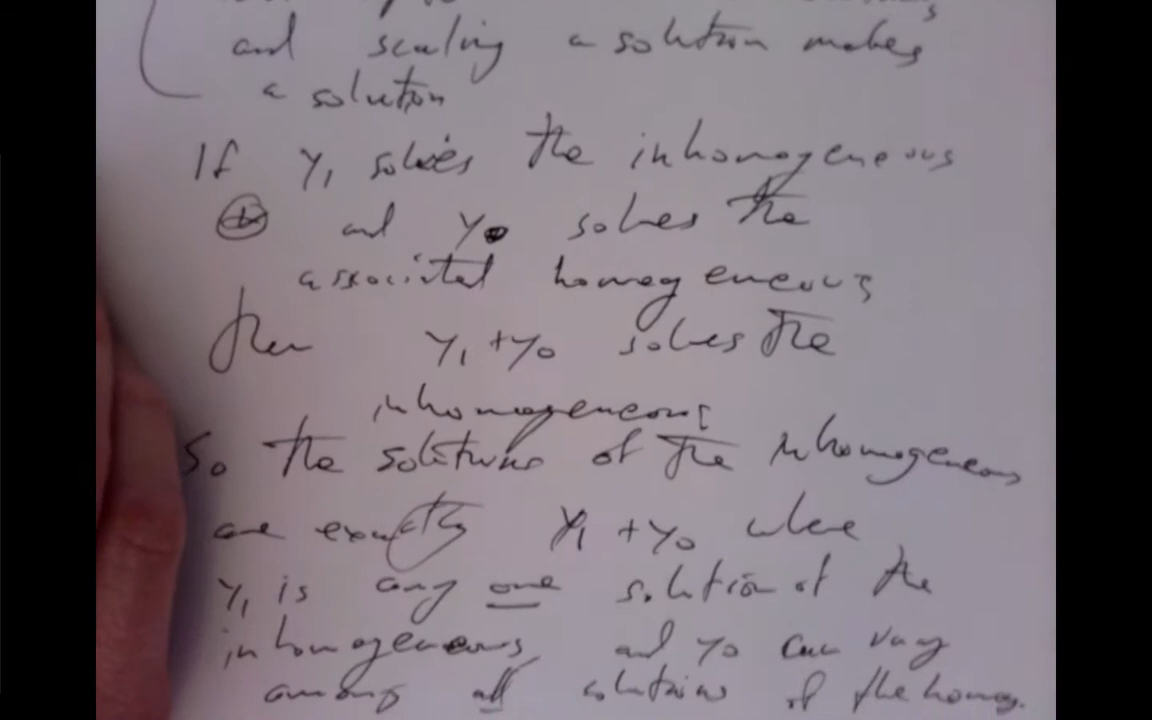 and scaling a solution makes
a solution
If y₁ solves the inhomogeneous
and y₀ solves the
associated homogeneous
then y₁ + y₀ solves the
inhomogeneous
So the solutions of the inhomogeneous
are exactly y₁ + y₀ where
y₁ is any one solution of the
inhomogeneous and y₀ can vary
among all solutions of the homog.